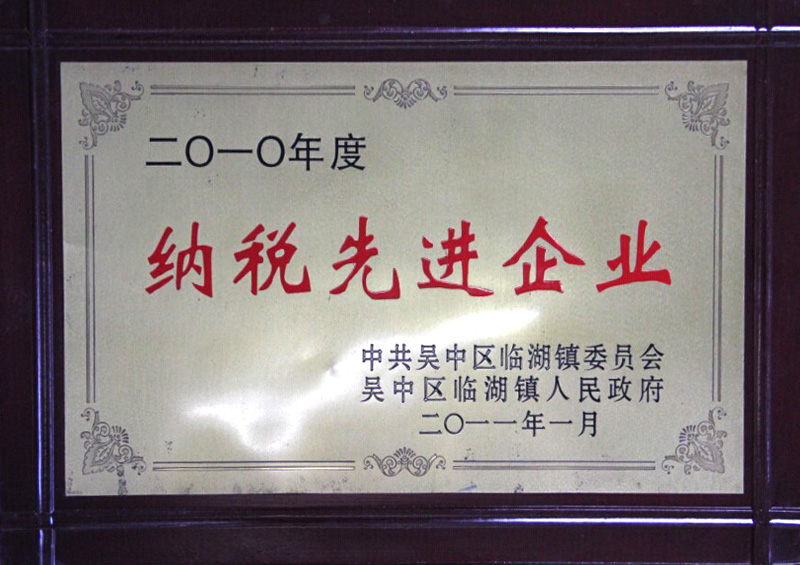 二〇一〇年度
纳税先进企业
中共吴中区临湖镇委员会
吴中区临湖镇人民政府
二〇一一年一月